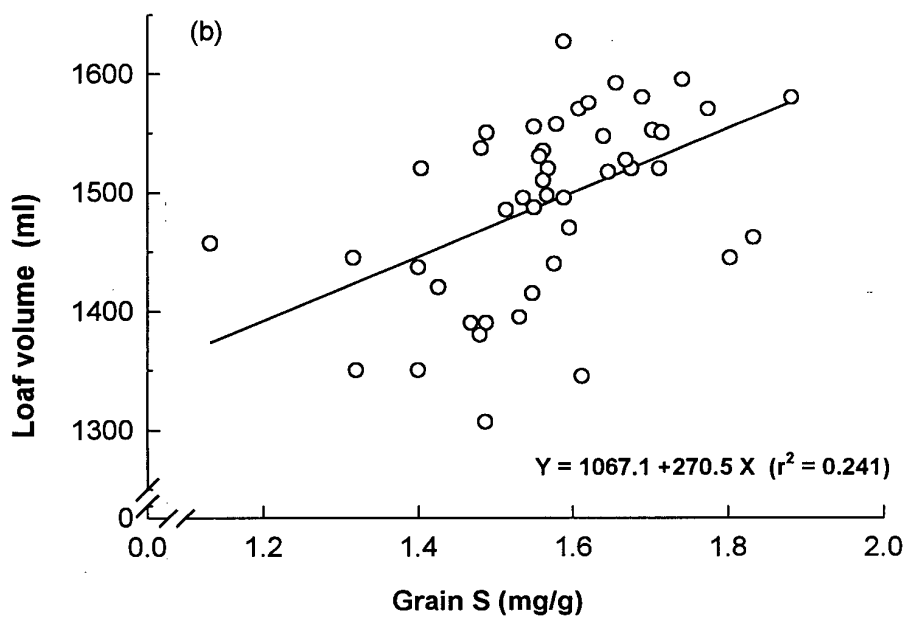 (b)
1600
1500
1400
1300
0
Loaf volume (ml)
Y = 1067.1 +270.5 X (r² = 0.241)
0.0 1.2 1.4 1.6 1.8 2.0
Grain S (mg/g)